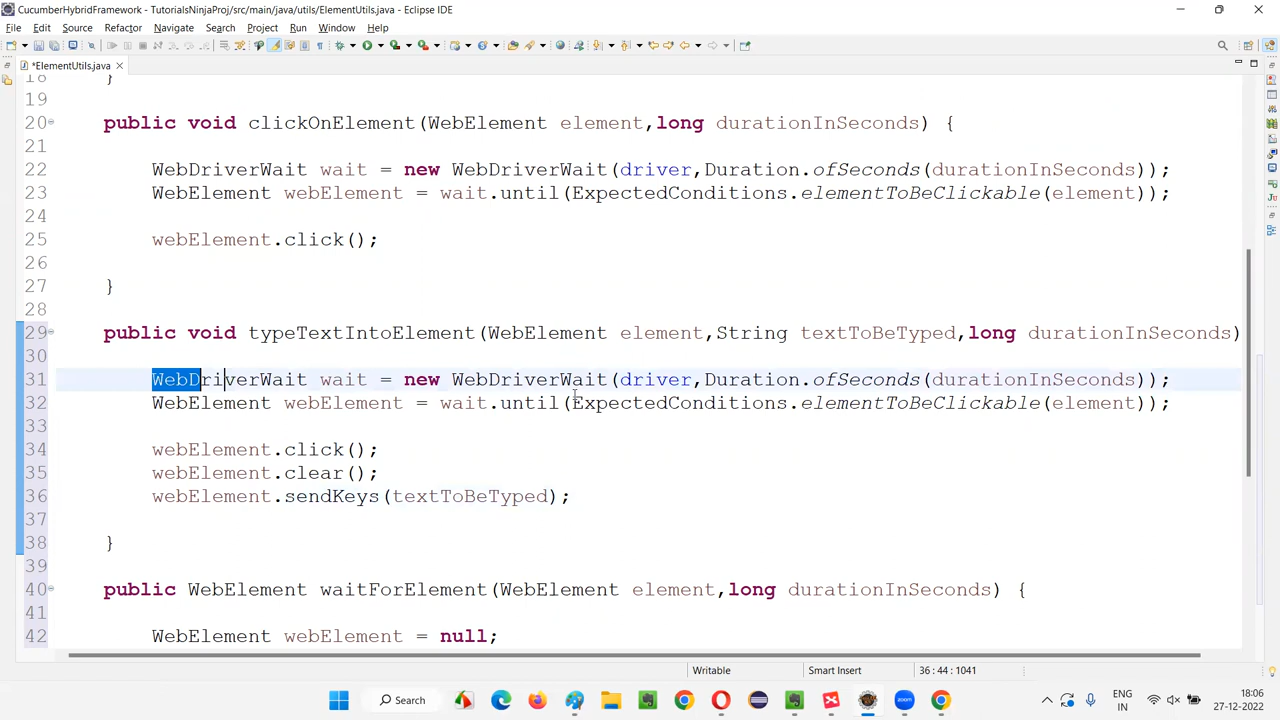 CucumberHybridFramework - TutorialsNinjaProj/src/main/java/utils/ElementUtils.java - Eclipse IDE
File Edit Source Refactor Navigate Search Project Run Window Help
*ElementUtils.java
18 }
19
20 public void clickOnElement(WebElement element,long durationInSeconds) {
21
22 WebDriverWait wait = new WebDriverWait(driver,Duration.ofSeconds(durationInSeconds));
23 WebElement webElement = wait.until(ExpectedConditions.elementToBeClickable(element));
24
25 webElement.click();
26
27 }
28
29 public void typeTextIntoElement(WebElement element,String textToBeTyped,long durationInSeconds)
30
31 WebDriverWait wait = new WebDriverWait(driver,Duration.ofSeconds(durationInSeconds));
32 WebElement webElement = wait.until(ExpectedConditions.elementToBeClickable(element));
33
34 webElement.click();
35 webElement.clear();
36 webElement.sendKeys(textToBeTyped);
37
38 }
39
40 public WebElement waitForElement(WebElement element,long durationInSeconds) {
41
42 WebElement webElement = null;
Writable Smart Insert 36 : 44 : 1041
Search
ENG
IN
18:06
27-12-2022